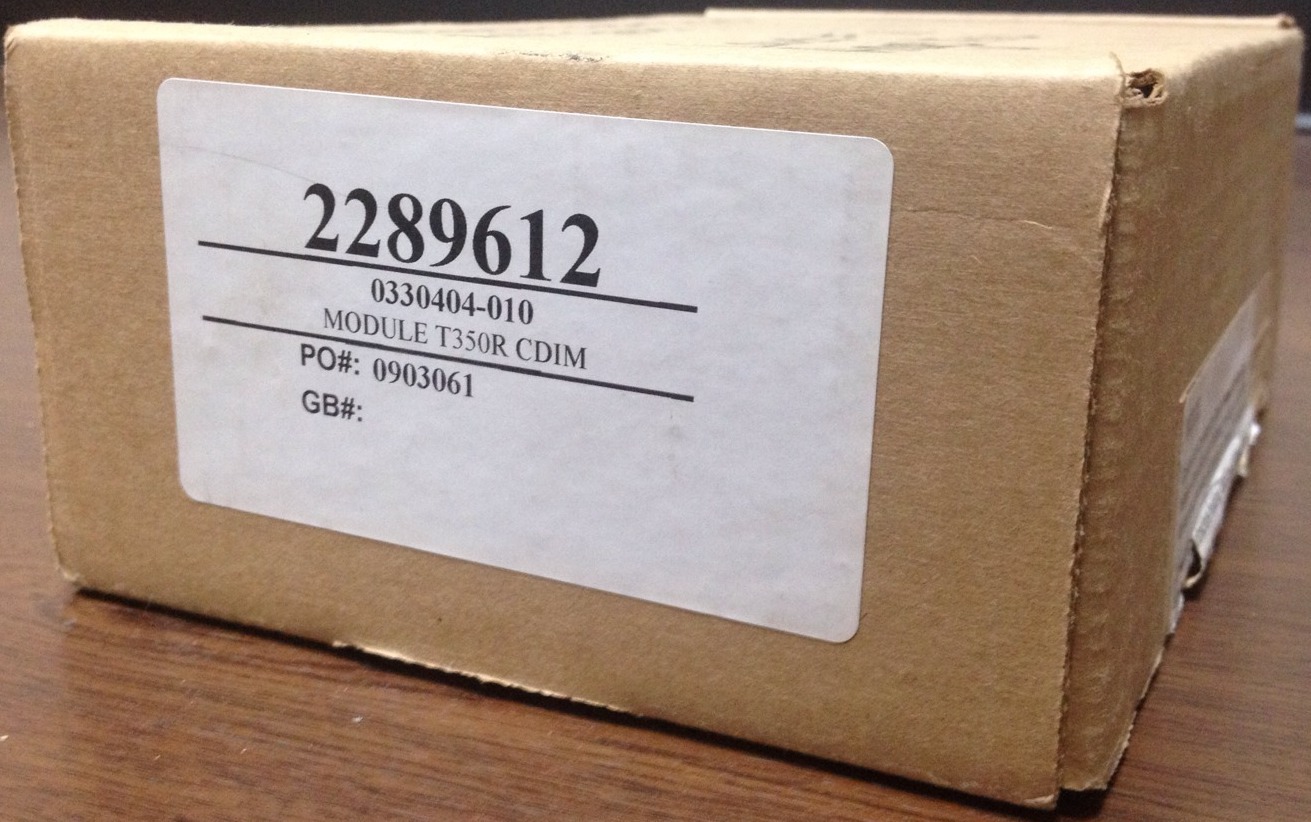 2289612
0330404-010
MODULE T350R CDIM
PO#: 0903061
GB#: